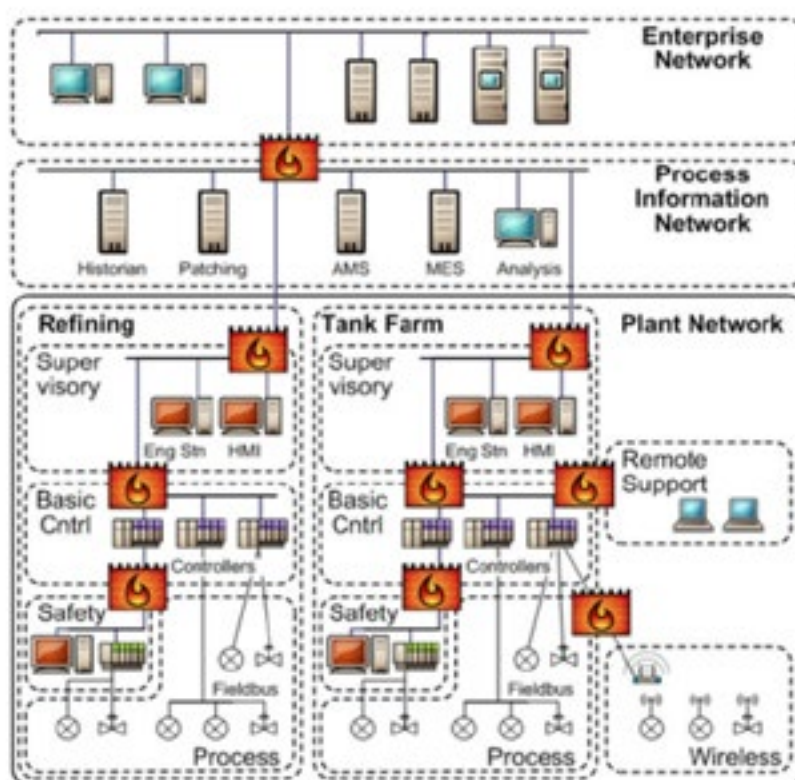 Enterprise
Network
Process
Information
Network
Historian
Patching
AMS
MES
Analysis
Refining
Tank Farm
Plant Network
Super
visory
Eng Stn
HMI
Super
visory
Eng Stn
HMI
Remote
Support
Basic
Cntrl
Controllers
Basic
Cntrl
Controllers
Safety
Fieldbus
Process
Safety
Fieldbus
Process
Wireless